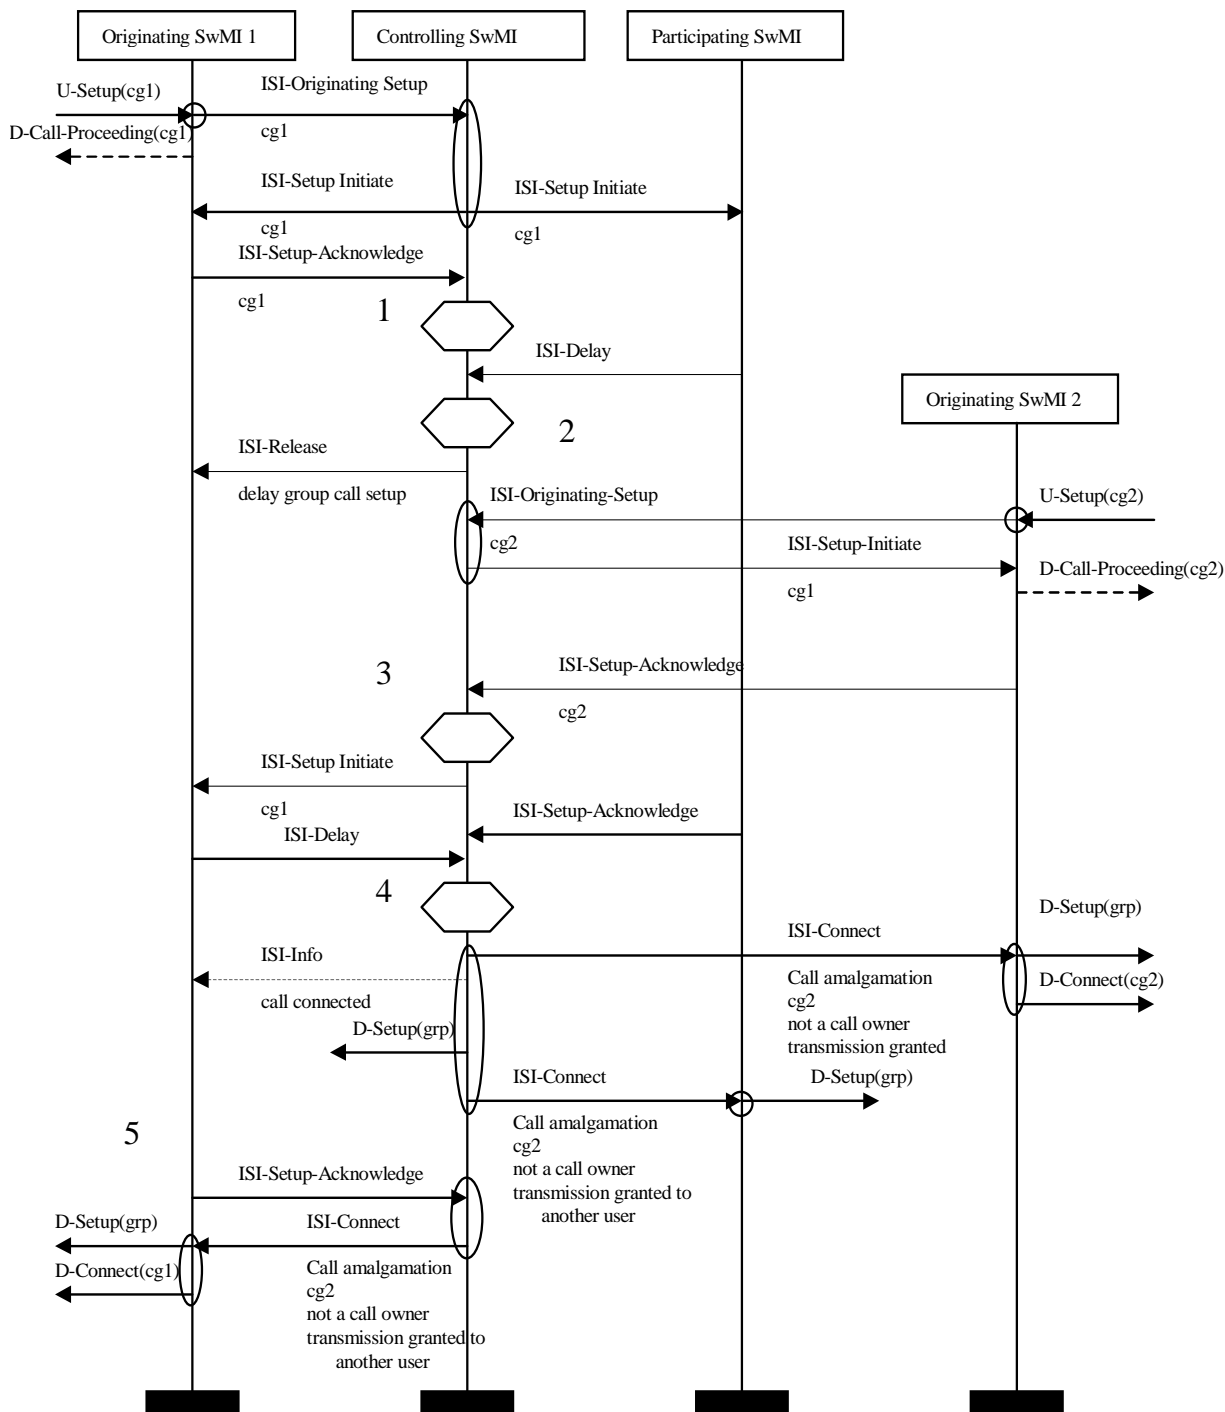 Originating SwMI 1
Controlling SwMI
Participating SwMI
U-Setup(cg1)
ISI-Originating Setup
cg1
D-Call-Proceeding(cg1)
ISI-Setup Initiate
ISI-Setup Initiate
cg1
cg1
ISI-Setup-Acknowledge
cg1
1
ISI-Delay
Originating SwMI 2
2
ISI-Release
delay group call setup
ISI-Originating-Setup
U-Setup(cg2)
cg2
ISI-Setup-Initiate
D-Call-Proceeding(cg2)
cg1
3
ISI-Setup-Acknowledge
cg2
ISI-Setup Initiate
cg1
ISI-Setup-Acknowledge
ISI-Delay
4
D-Setup(grp)
ISI-Connect
ISI-Info
call connected
Call amalgamation
cg2
not a call owner
transmission granted
D-Connect(cg2)
D-Setup(grp)
ISI-Connect
D-Setup(grp)
Call amalgamation
cg2
not a call owner
transmission granted to
another user
5
ISI-Setup-Acknowledge
D-Setup(grp)
ISI-Connect
D-Connect(cg1)
Call amalgamation
cg2
not a call owner
transmission granted to
another user